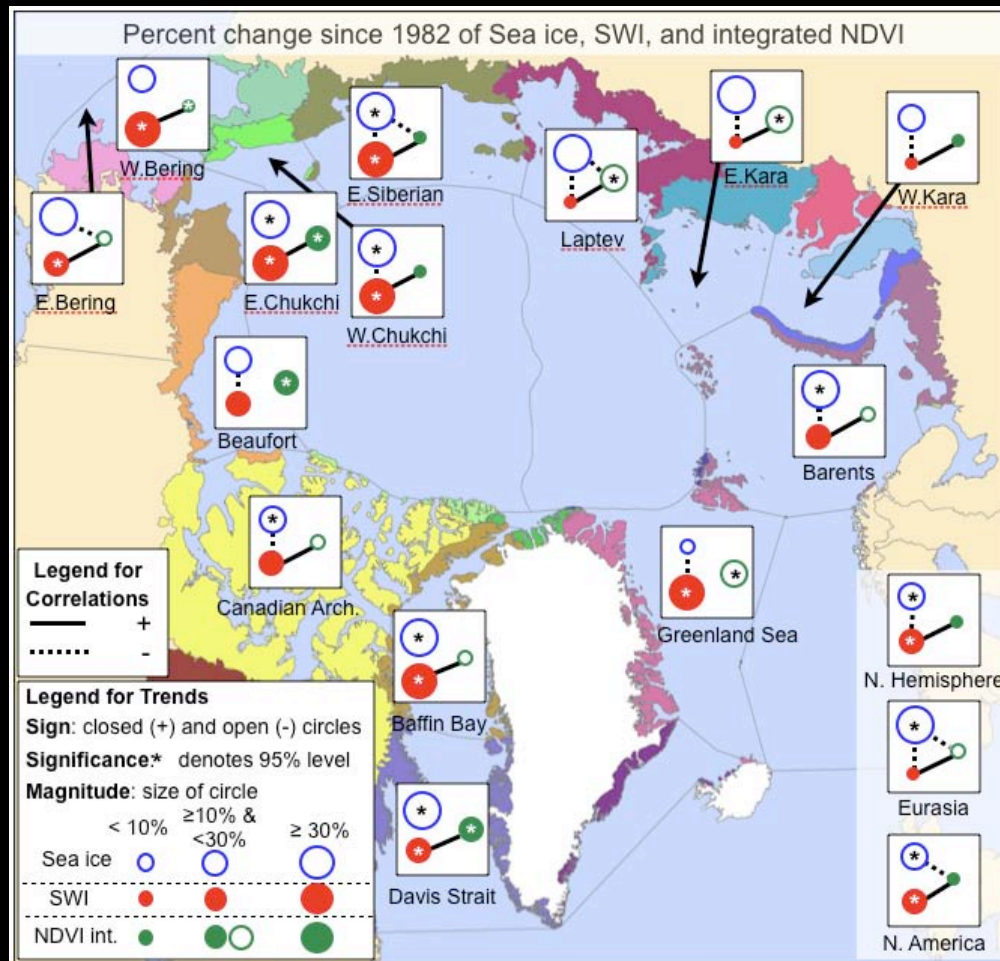 Percent change since 1982 of Sea ice, SWI, and integrated NDVI
W.Bering
E.Siberian
E.Kara
W.Kara
Laptev
E.Bering
E.Chukchi
W.Chukchi
Beaufort
Barents
Canadian Arch.
Greenland Sea
Baffin Bay
Davis Strait
N. Hemisphere
Eurasia
N. America
Legend for
Correlations
+
-
Legend for Trends
Sign: closed (+) and open (-) circles
Significance:* denotes 95% level
Magnitude: size of circle
< 10% ≥10% & <30% ≥ 30%
Sea ice
SWI
NDVI int.